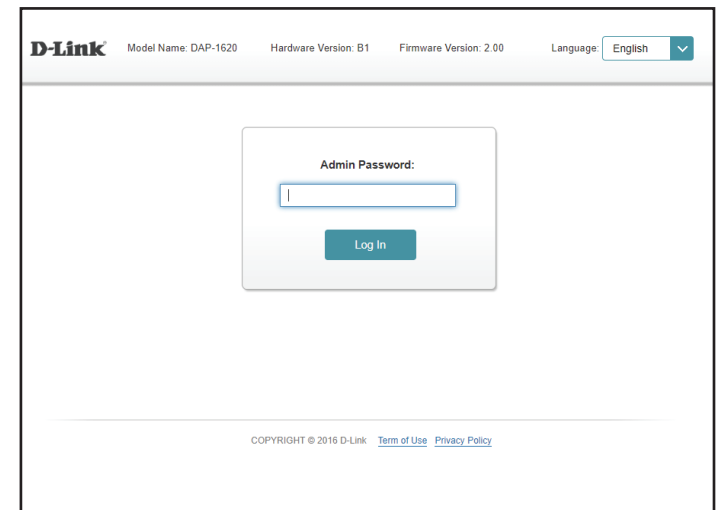 D-Link Model Name: DAP-1620 Hardware Version: B1 Firmware Version: 2.00 Language: English
Admin Password:
Log In
COPYRIGHT © 2016 D-Link Term of Use Privacy Policy